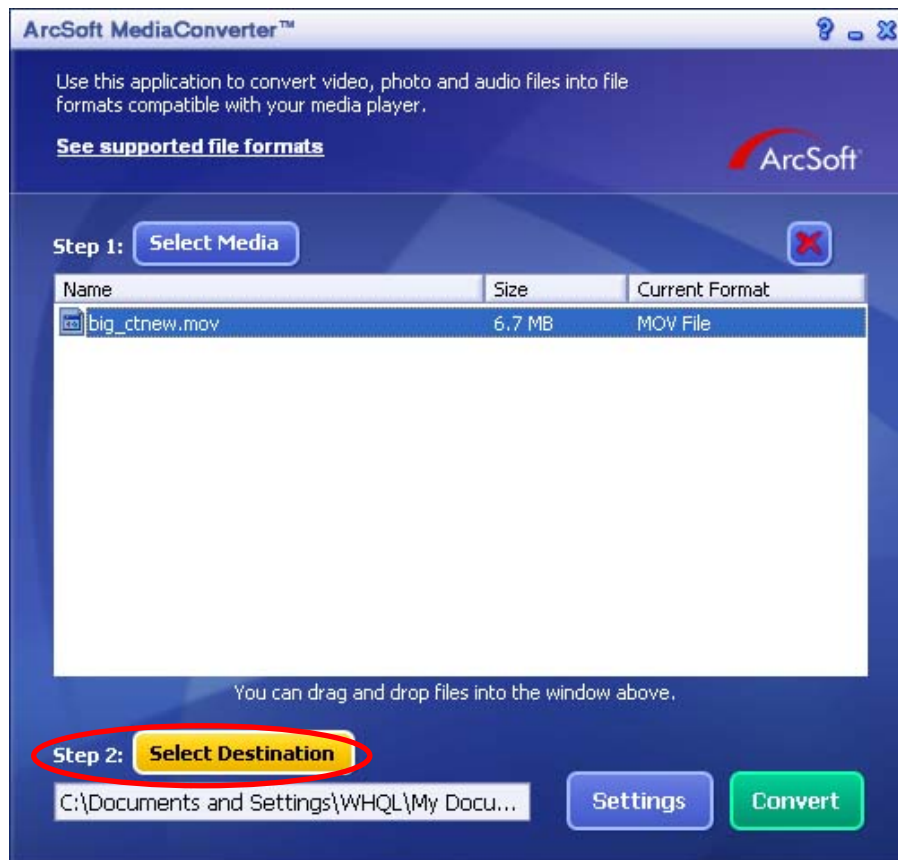 ArcSoft MediaConverter™
Use this application to convert video, photo and audio files into file
formats compatible with your media player.
See supported file formats
ArcSoft
Step 1: Select Media
Name Size Current Format
big_ctnew.mov 6.7 MB MOV File
You can drag and drop files into the window above.
Step 2: Select Destination
C:\Documents and Settings\WHQL\My Docu...
Settings
Convert